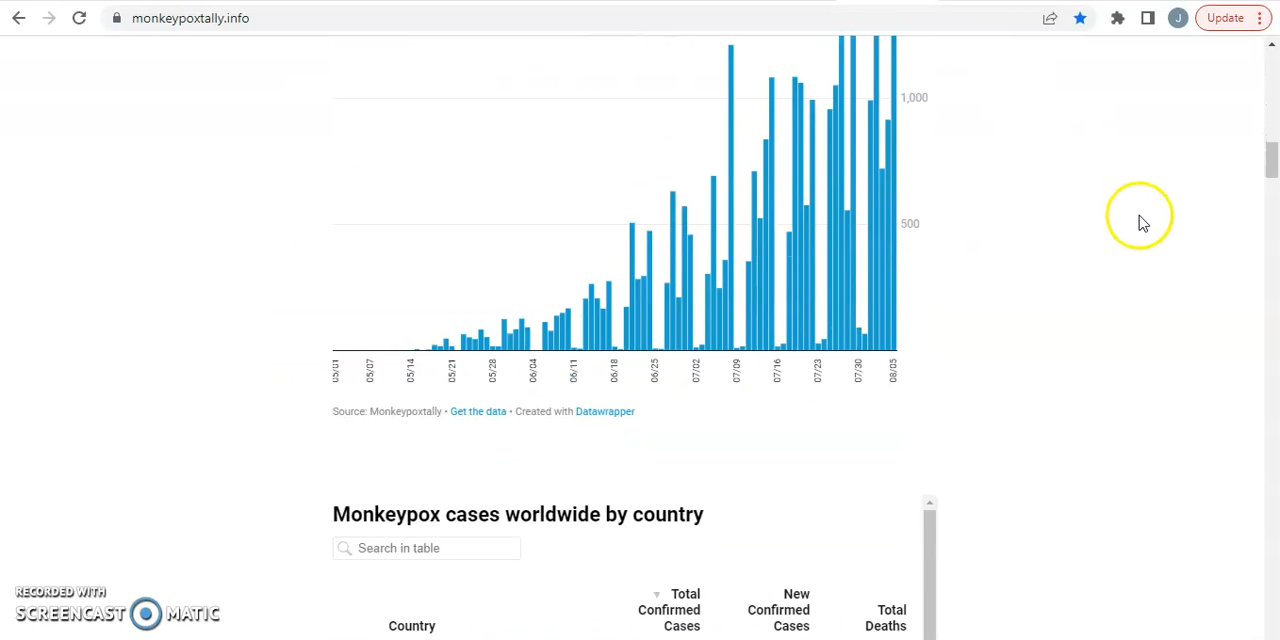 monkeypoxtally.info
J
Update
1,000
500
05/01
05/07
05/14
05/21
05/28
06/04
06/11
06/18
06/25
07/02
07/09
07/16
07/23
07/30
08/05
Source: Monkeypoxtally • Get the data • Created with Datawrapper
Monkeypox cases worldwide by country
Search in table
Country
Total
Confirmed
Cases
New
Confirmed
Cases
Total
Deaths
RECORDED WITH
SCREENCAST MATIC